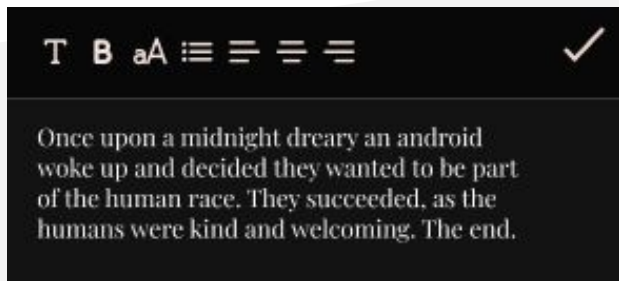 T B aA
Once upon a midnight dreary an android
woke up and decided they wanted to be part
of the human race. They succeeded, as the
humans were kind and welcoming. The end.